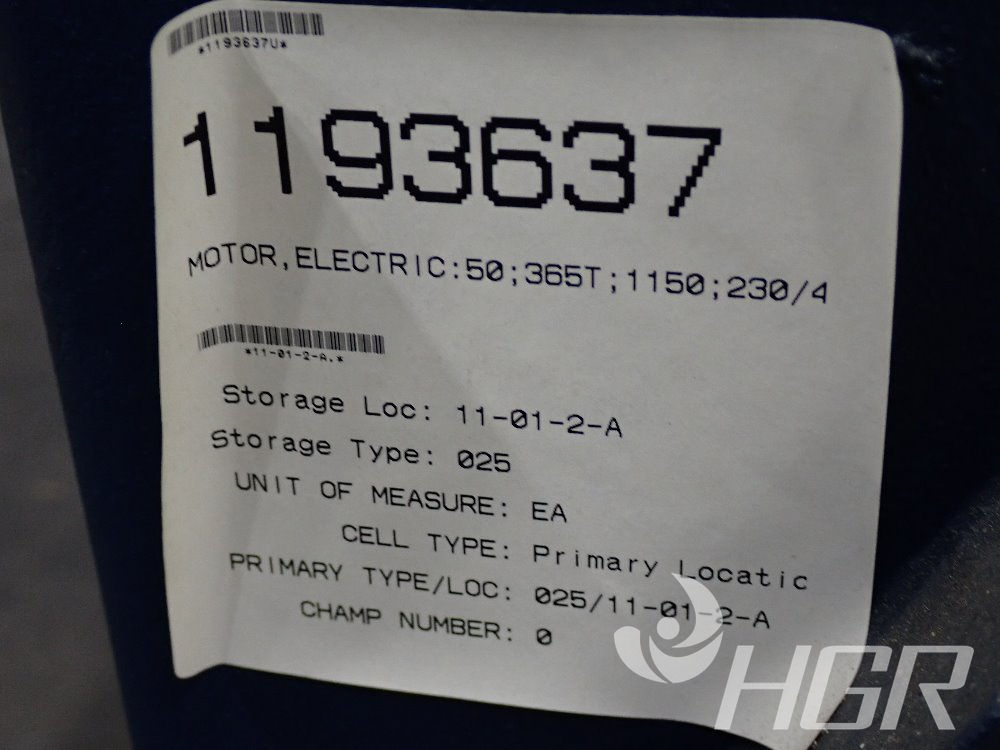 *1193637U*
1193637
MOTOR,ELECTRIC:50;365T;1150;230/4
*11-01-2-A.*
Storage Loc: 11-01-2-A
Storage Type: 025
UNIT OF MEASURE: EA
CELL TYPE: Primary Locatic
PRIMARY TYPE/LOC: 025/11-01-2-A
CHAMP NUMBER: 0
HGR